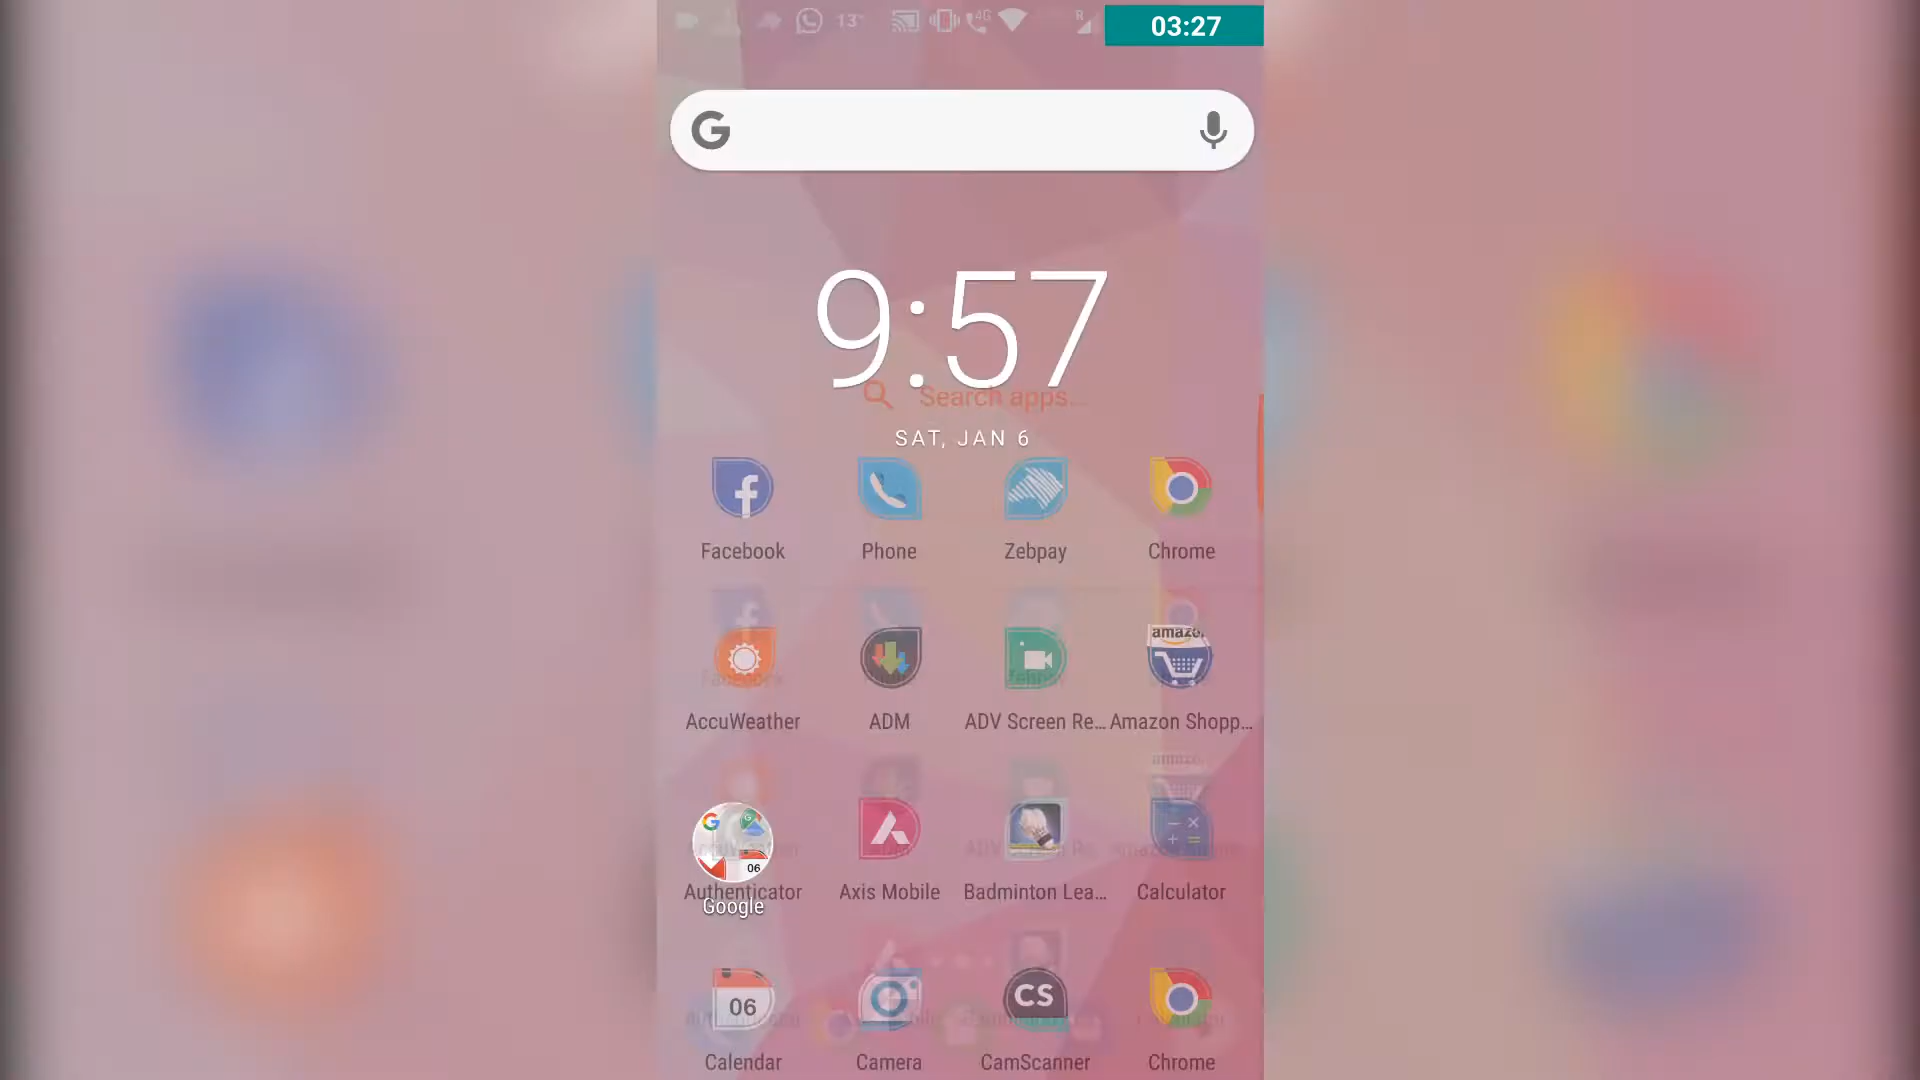 13°
4G
R
03:27
G
9:57
Search apps...
SAT, JAN 6
Facebook
Phone
Zebpay
Chrome
amazon
AccuWeather
ADM
ADV Screen Re...
Amazon Shopp...
06
Authenticator
Axis Mobile
Badminton Lea...
Calculator
Google
06
CS
Calendar
Camera
CamScanner
Chrome